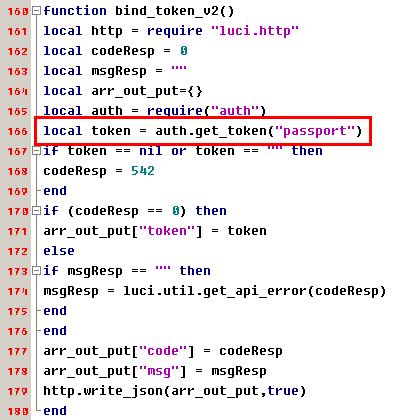 160 function bind_token_v2()
161 local http = require "luci.http"
162 local codeResp = 0
163 local msgResp = ""
164 local arr_out_put={}
165 local auth = require("auth")
166 local token = auth.get_token("passport")
167 if token == nil or token == "" then
168 codeResp = 542
169 end
170 if (codeResp == 0) then
171 arr_out_put["token"] = token
172 else
173 if msgResp == "" then
174 msgResp = luci.util.get_api_error(codeResp)
175 end
176 end
177 arr_out_put["code"] = codeResp
178 arr_out_put["msg"] = msgResp
179 http.write_json(arr_out_put,true)
180 end